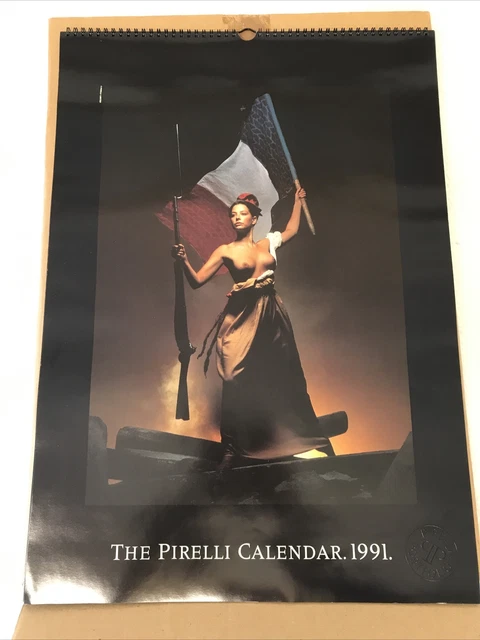 THE PIRELLI CALENDAR. 1991.